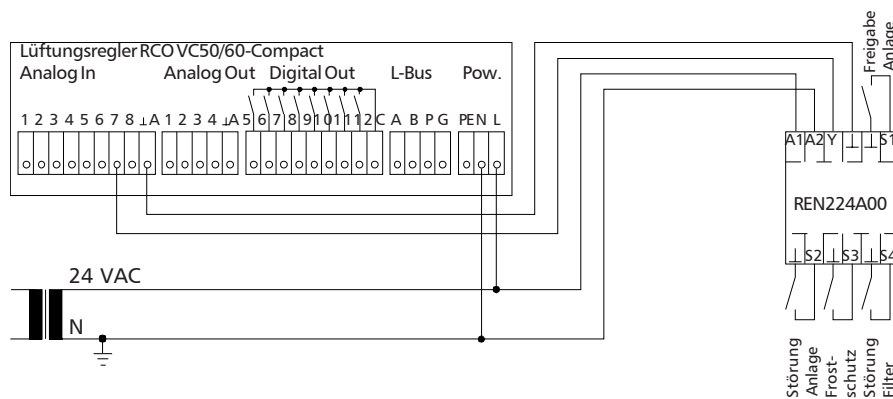 Lüftungsregler RCO VC50/60-Compact
Analog In Analog Out Digital Out L-Bus Pow.
1 2 3 4 5 6 7 8 ⊥A 1 2 3 4 ⊥A 5 6 7 8 9 10 11 12 C A B P G PE N L
Freigabe
Anlage
A1 A2 Y ⊥ ⊥ S1
REN224A00
⊥ S2 ⊥ S3 ⊥ S4
24 VAC
N
Störung
Anlage
Frost-
schutz
Störung
Filter